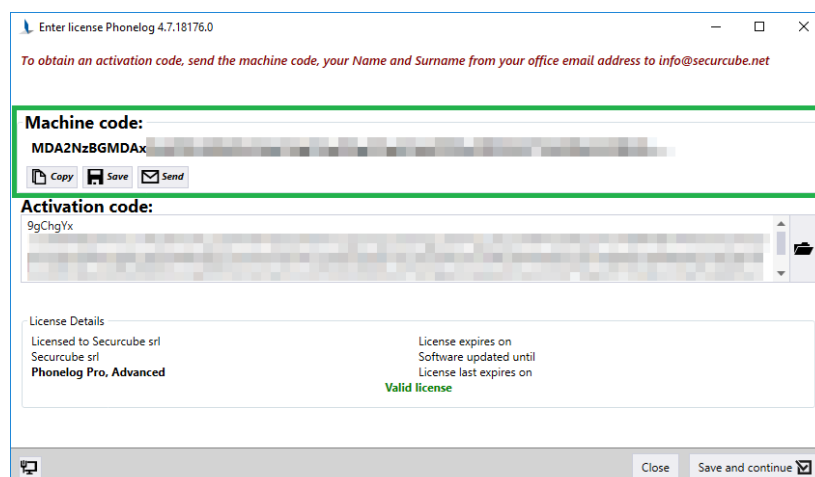 Enter license Phonelog 4.7.18176.0
To obtain an activation code, send the machine code, your Name and Surname from your office email address to info@securcube.net
Machine code:
MDA2NzBGMDAx
Copy Save Send
Activation code:
9gChgYx
License Details
Licensed to Securcube srl License expires on
Securcube srl Software updated until
Phonelog Pro, Advanced License last expires on
Valid license
Close Save and continue